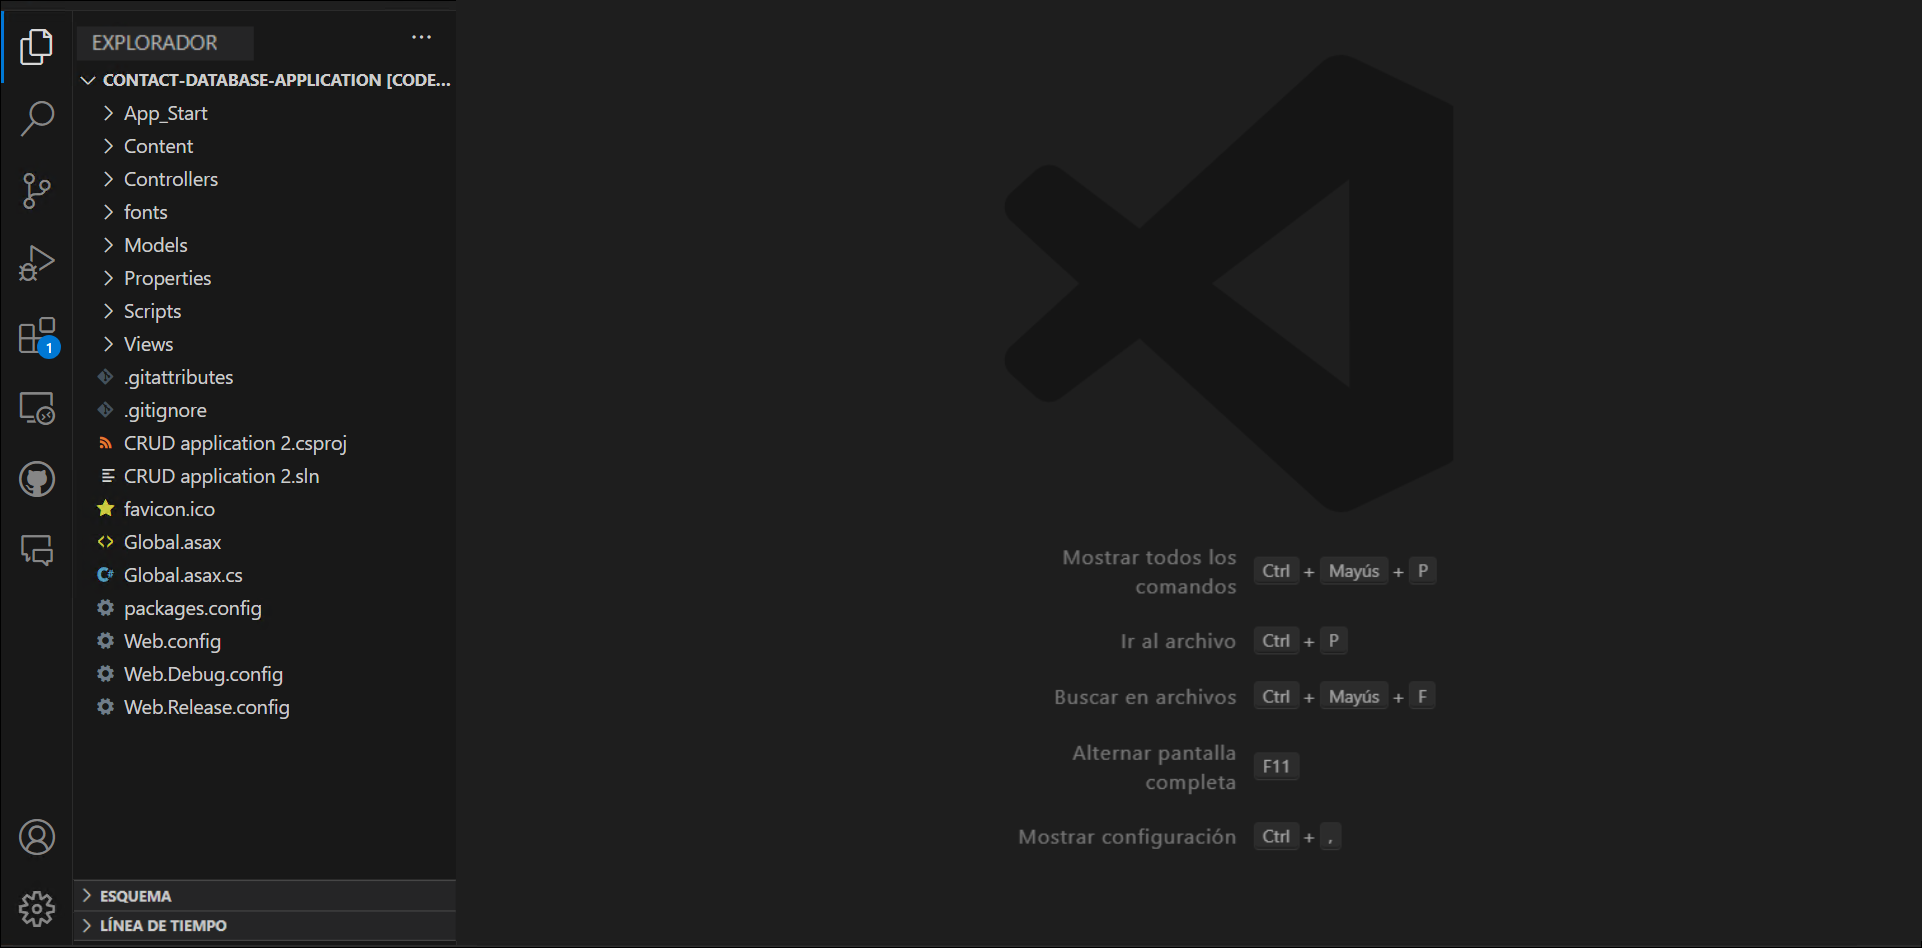 EXPLORADOR
CONTACT-DATABASE-APPLICATION [CODE...
App_Start
Content
Controllers
fonts
Models
Properties
Scripts
Views
.gitattributes
.gitignore
CRUD application 2.csproj
CRUD application 2.sln
favicon.ico
Global.asax
Global.asax.cs
packages.config
Web.config
Web.Debug.config
Web.Release.config
ESQUEMA
LÍNEA DE TIEMPO
1
Mostrar todos los
comandos
Ctrl + Mayús + P
Ir al archivo Ctrl + P
Buscar en archivos Ctrl + Mayús + F
Alternar pantalla
completa
F11
Mostrar configuración Ctrl + ,